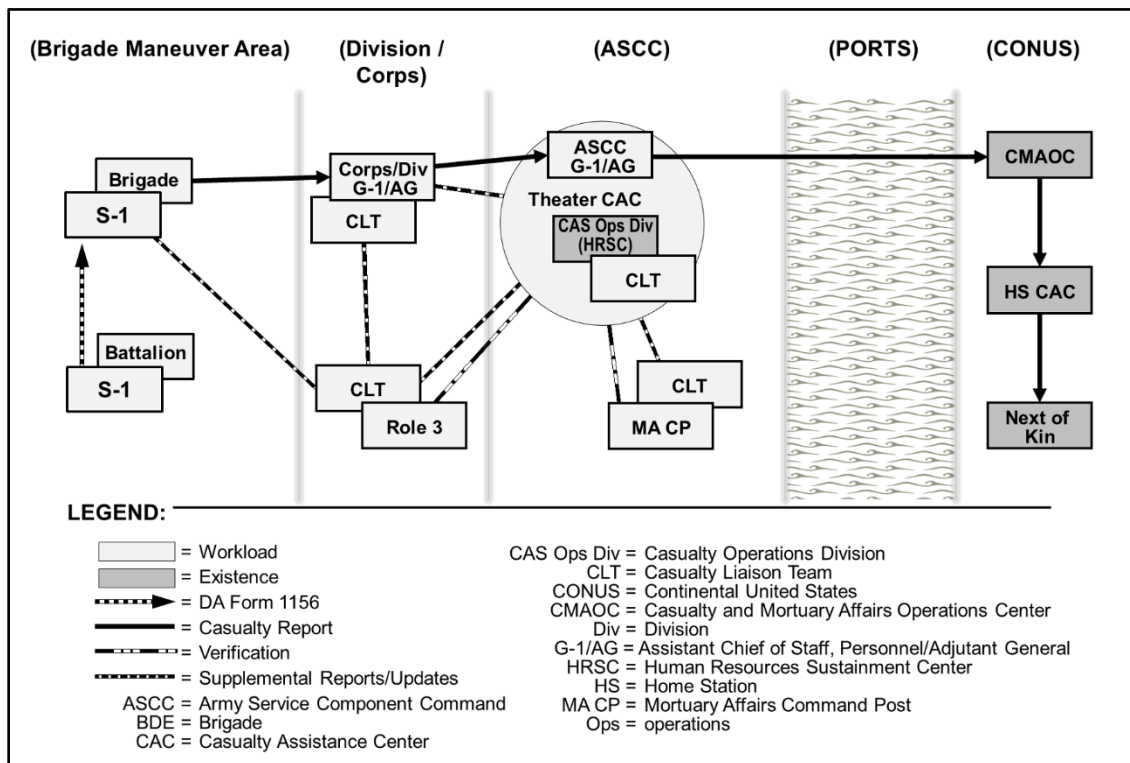 (Brigade Maneuver Area)
(Division /
Corps)
(ASCC)
(PORTS)
(CONUS)
Brigade
S-1
Battalion
S-1
Corps/Div
G-1/AG
CLT
CLT
Role 3
ASCC
G-1/AG
Theater CAC
CAS Ops Div
(HRSC)
CLT
CLT
MA CP
CMAOC
HS CAC
Next of
Kin
LEGEND:
= Workload
= Existence
= DA Form 1156
= Casualty Report
= Verification
= Supplemental Reports/Updates
ASCC = Army Service Component Command
BDE = Brigade
CAC = Casualty Assistance Center
CAS Ops Div = Casualty Operations Division
CLT = Casualty Liaison Team
CONUS = Continental United States
CMAOC = Casualty and Mortuary Affairs Operations Center
Div = Division
G-1/AG = Assistant Chief of Staff, Personnel/Adjutant General
HRSC = Human Resources Sustainment Center
HS = Home Station
MA CP = Mortuary Affairs Command Post
Ops = operations